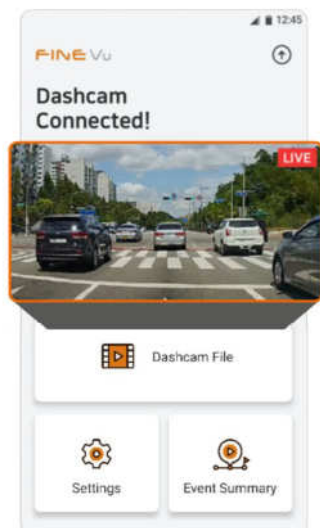 12:45
FINE Vu
Dashcam
Connected!
LIVE
Dashcam File
Settings
Event Summary